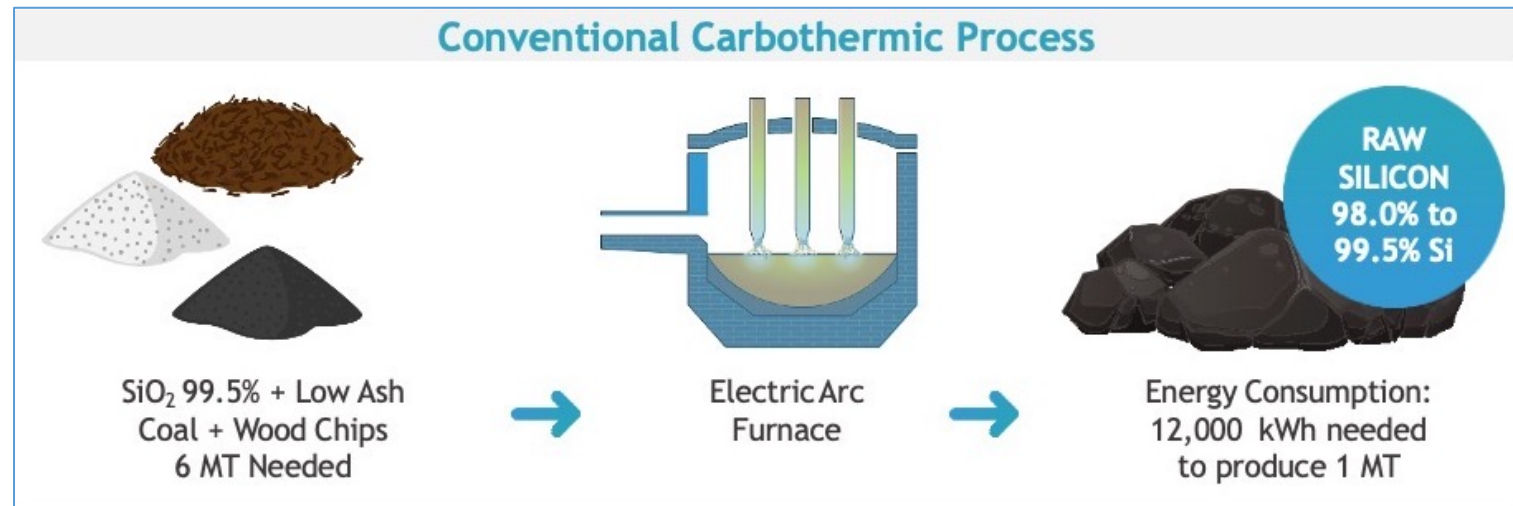 Conventional Carbothermic Process
RAW
SILICON
98.0% to
99.5% Si
SiO₂ 99.5% + Low Ash
Coal + Wood Chips
6 MT Needed
Electric Arc
Furnace
Energy Consumption:
12,000 kWh needed
to produce 1 MT